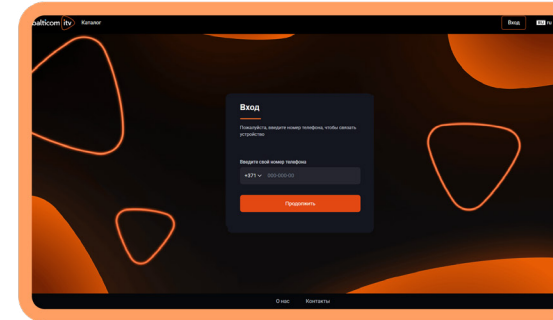 balticom itv Каталог Вход RU ru
Вход
Пожалуйста, введите номер телефона, чтобы связать
устройство
Введите свой номер телефона
+371 000-000-00
Продолжить
О нас Контакты